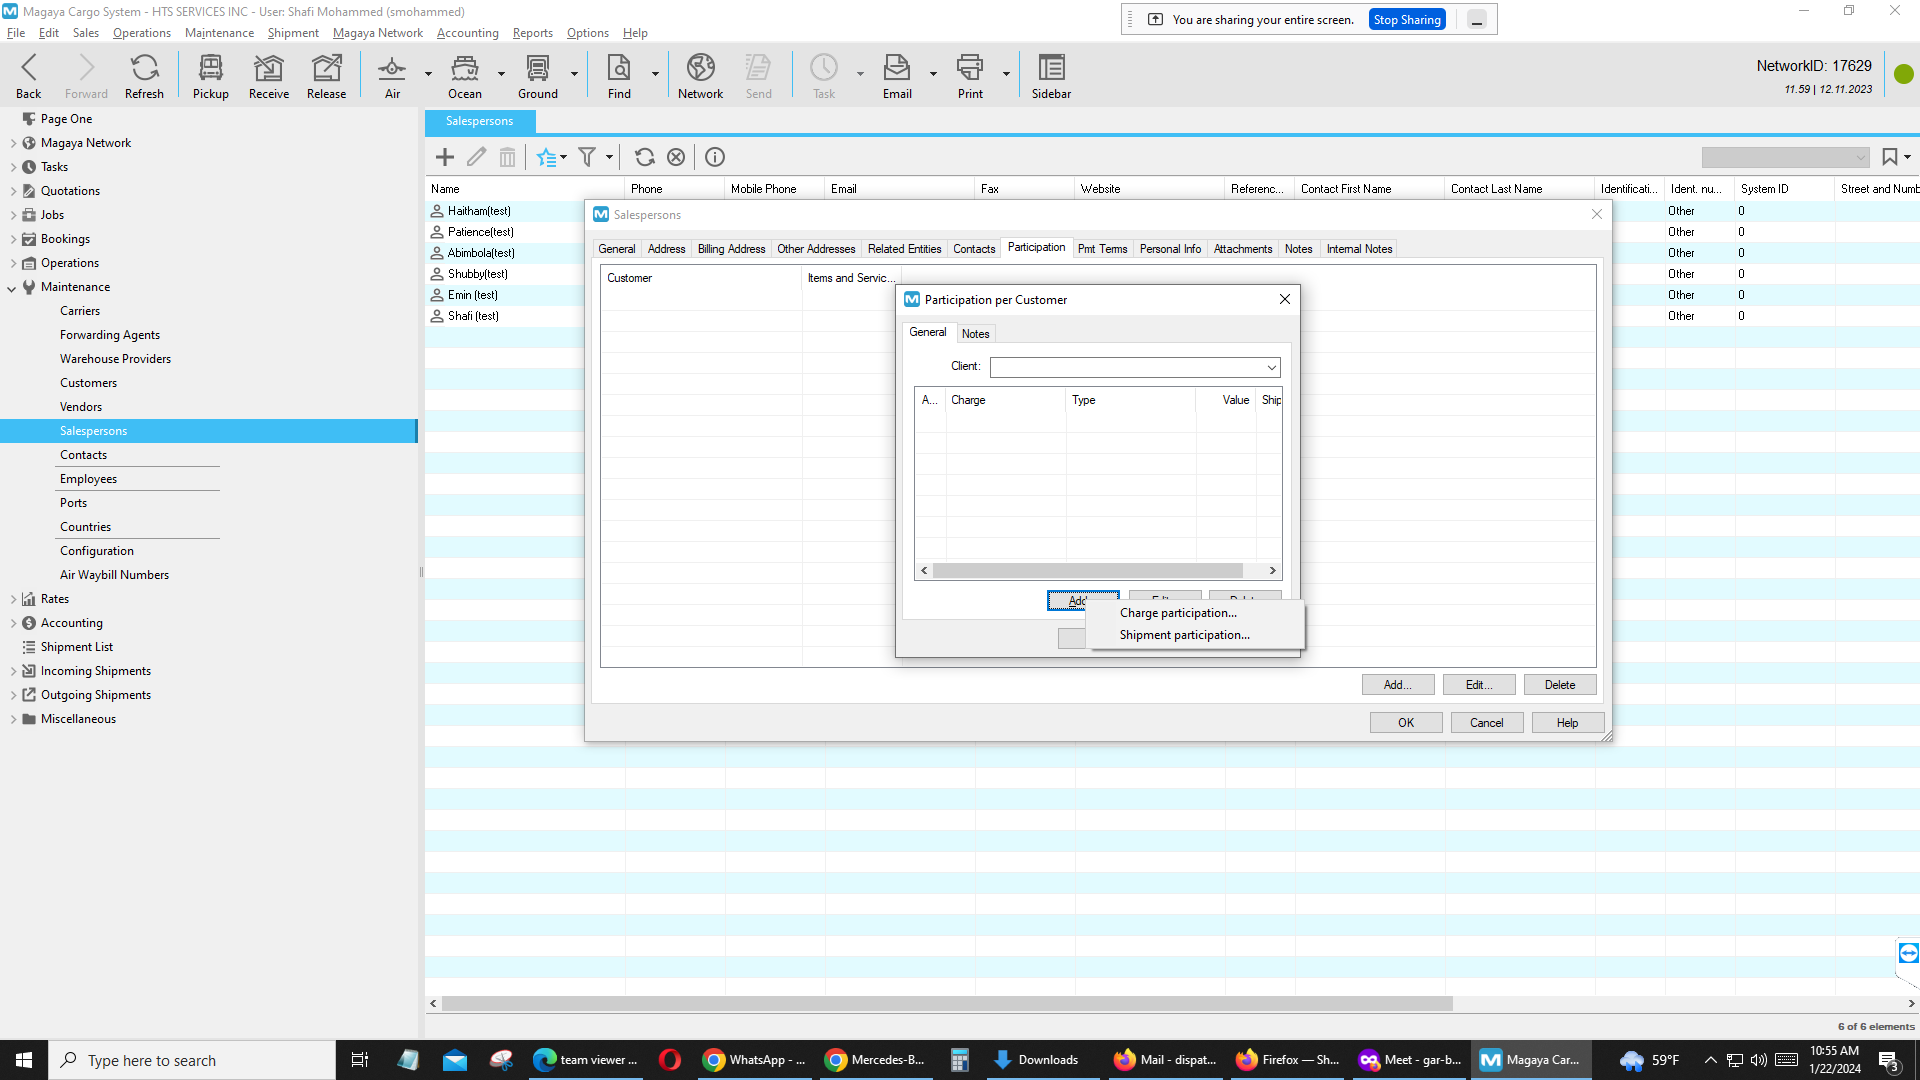 Magaya Cargo System - HTS SERVICES INC - User: Shafi Mohammed (smohammed)
You are sharing your entire screen.
Stop Sharing
File Edit Sales Operations Maintenance Shipment Magaya Network Accounting Reports Options Help
Back Forward Refresh Pickup Receive Release Air Ocean Ground Find Network Send Task Email Print Sidebar
NetworkID: 17629
11.59 | 12.11.2023
Page One
Magaya Network
Tasks
Quotations
Jobs
Bookings
Operations
Maintenance
Carriers
Forwarding Agents
Warehouse Providers
Customers
Vendors
Salespersons
Contacts
Employees
Ports
Countries
Configuration
Air Waybill Numbers
Rates
Accounting
Shipment List
Incoming Shipments
Outgoing Shipments
Miscellaneous
Salespersons
Name Phone Mobile Phone Email Fax Website Referenc... Contact First Name Contact Last Name Identificati... Ident. nu... System ID Street and Numb
Haitham(test) Other 0
Patience(test) Other 0
Abimbola(test) Other 0
Shubby(test) Other 0
Emin (test) Other 0
Shafi (test) Other 0
Salespersons
General Address Billing Address Other Addresses Related Entities Contacts Participation Pmt Terms Personal Info Attachments Notes Internal Notes
Customer Items and Servic...
Participation per Customer
General Notes
Client:
A... Charge Type Value Ship
Charge participation...
Shipment participation...
Add... Edit... Delete
OK Cancel Help
6 of 6 elements
Type here to search
team viewer ...
WhatsApp - ...
Mercedes-B...
Downloads
Mail - dispat...
Firefox — Sh...
Meet - gar-b...
Magaya Car...
59°F
10:55 AM
1/22/2024
3